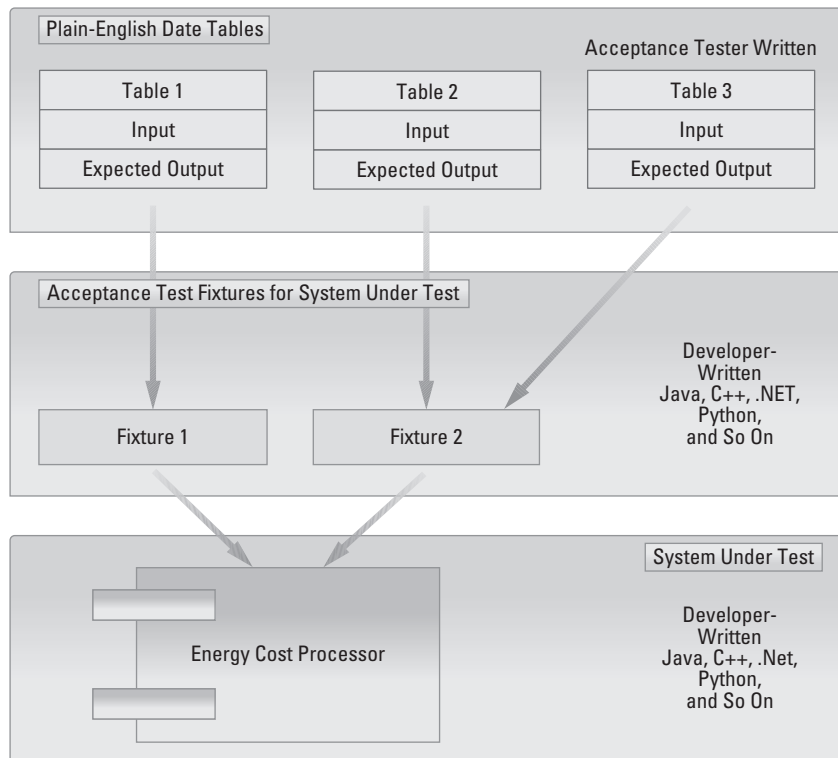 Plain-English Date Tables
Acceptance Tester Written
Table 1
Input
Expected Output
Table 2
Input
Expected Output
Table 3
Input
Expected Output
Acceptance Test Fixtures for System Under Test
Developer-
Written
Java, C++, .NET,
Python,
and So On
Fixture 1
Fixture 2
System Under Test
Energy Cost Processor
Developer-
Written
Java, C++, .Net,
Python,
and So On